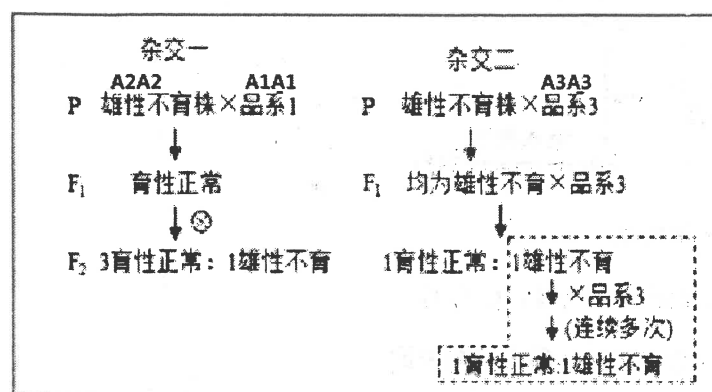 杂交一
A2A2 A1A1
P 雄性不育株×品系1
F₁ 育性正常
⊗
F₂ 3育性正常：1雄性不育
杂交二
A3A3
P 雄性不育株×品系3
F₁ 均为雄性不育×品系3
1育性正常：1雄性不育
×品系3
(连续多次)
1育性正常:1雄性不育